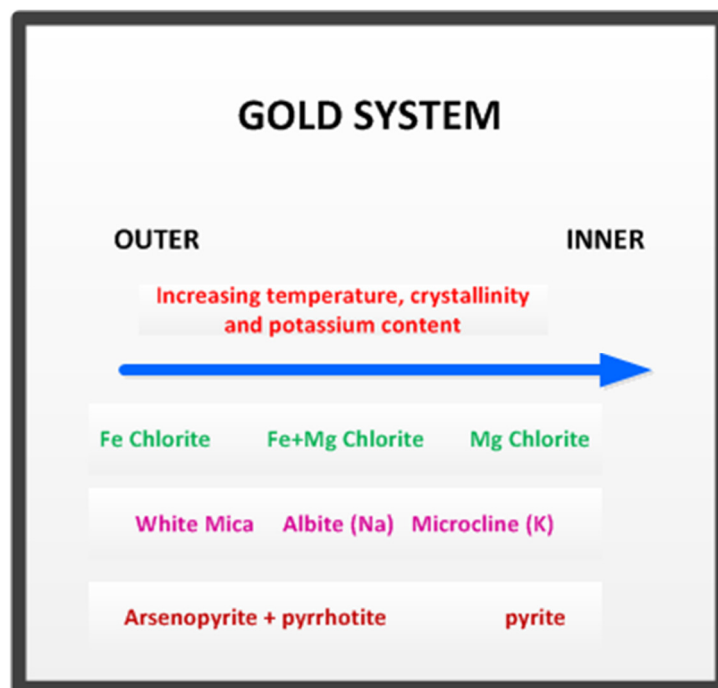 GOLD SYSTEM
OUTER INNER
Increasing temperature, crystallinity
and potassium content
Fe Chlorite Fe+Mg Chlorite Mg Chlorite
White Mica Albite (Na) Microcline (K)
Arsenopyrite + pyrrhotite pyrite